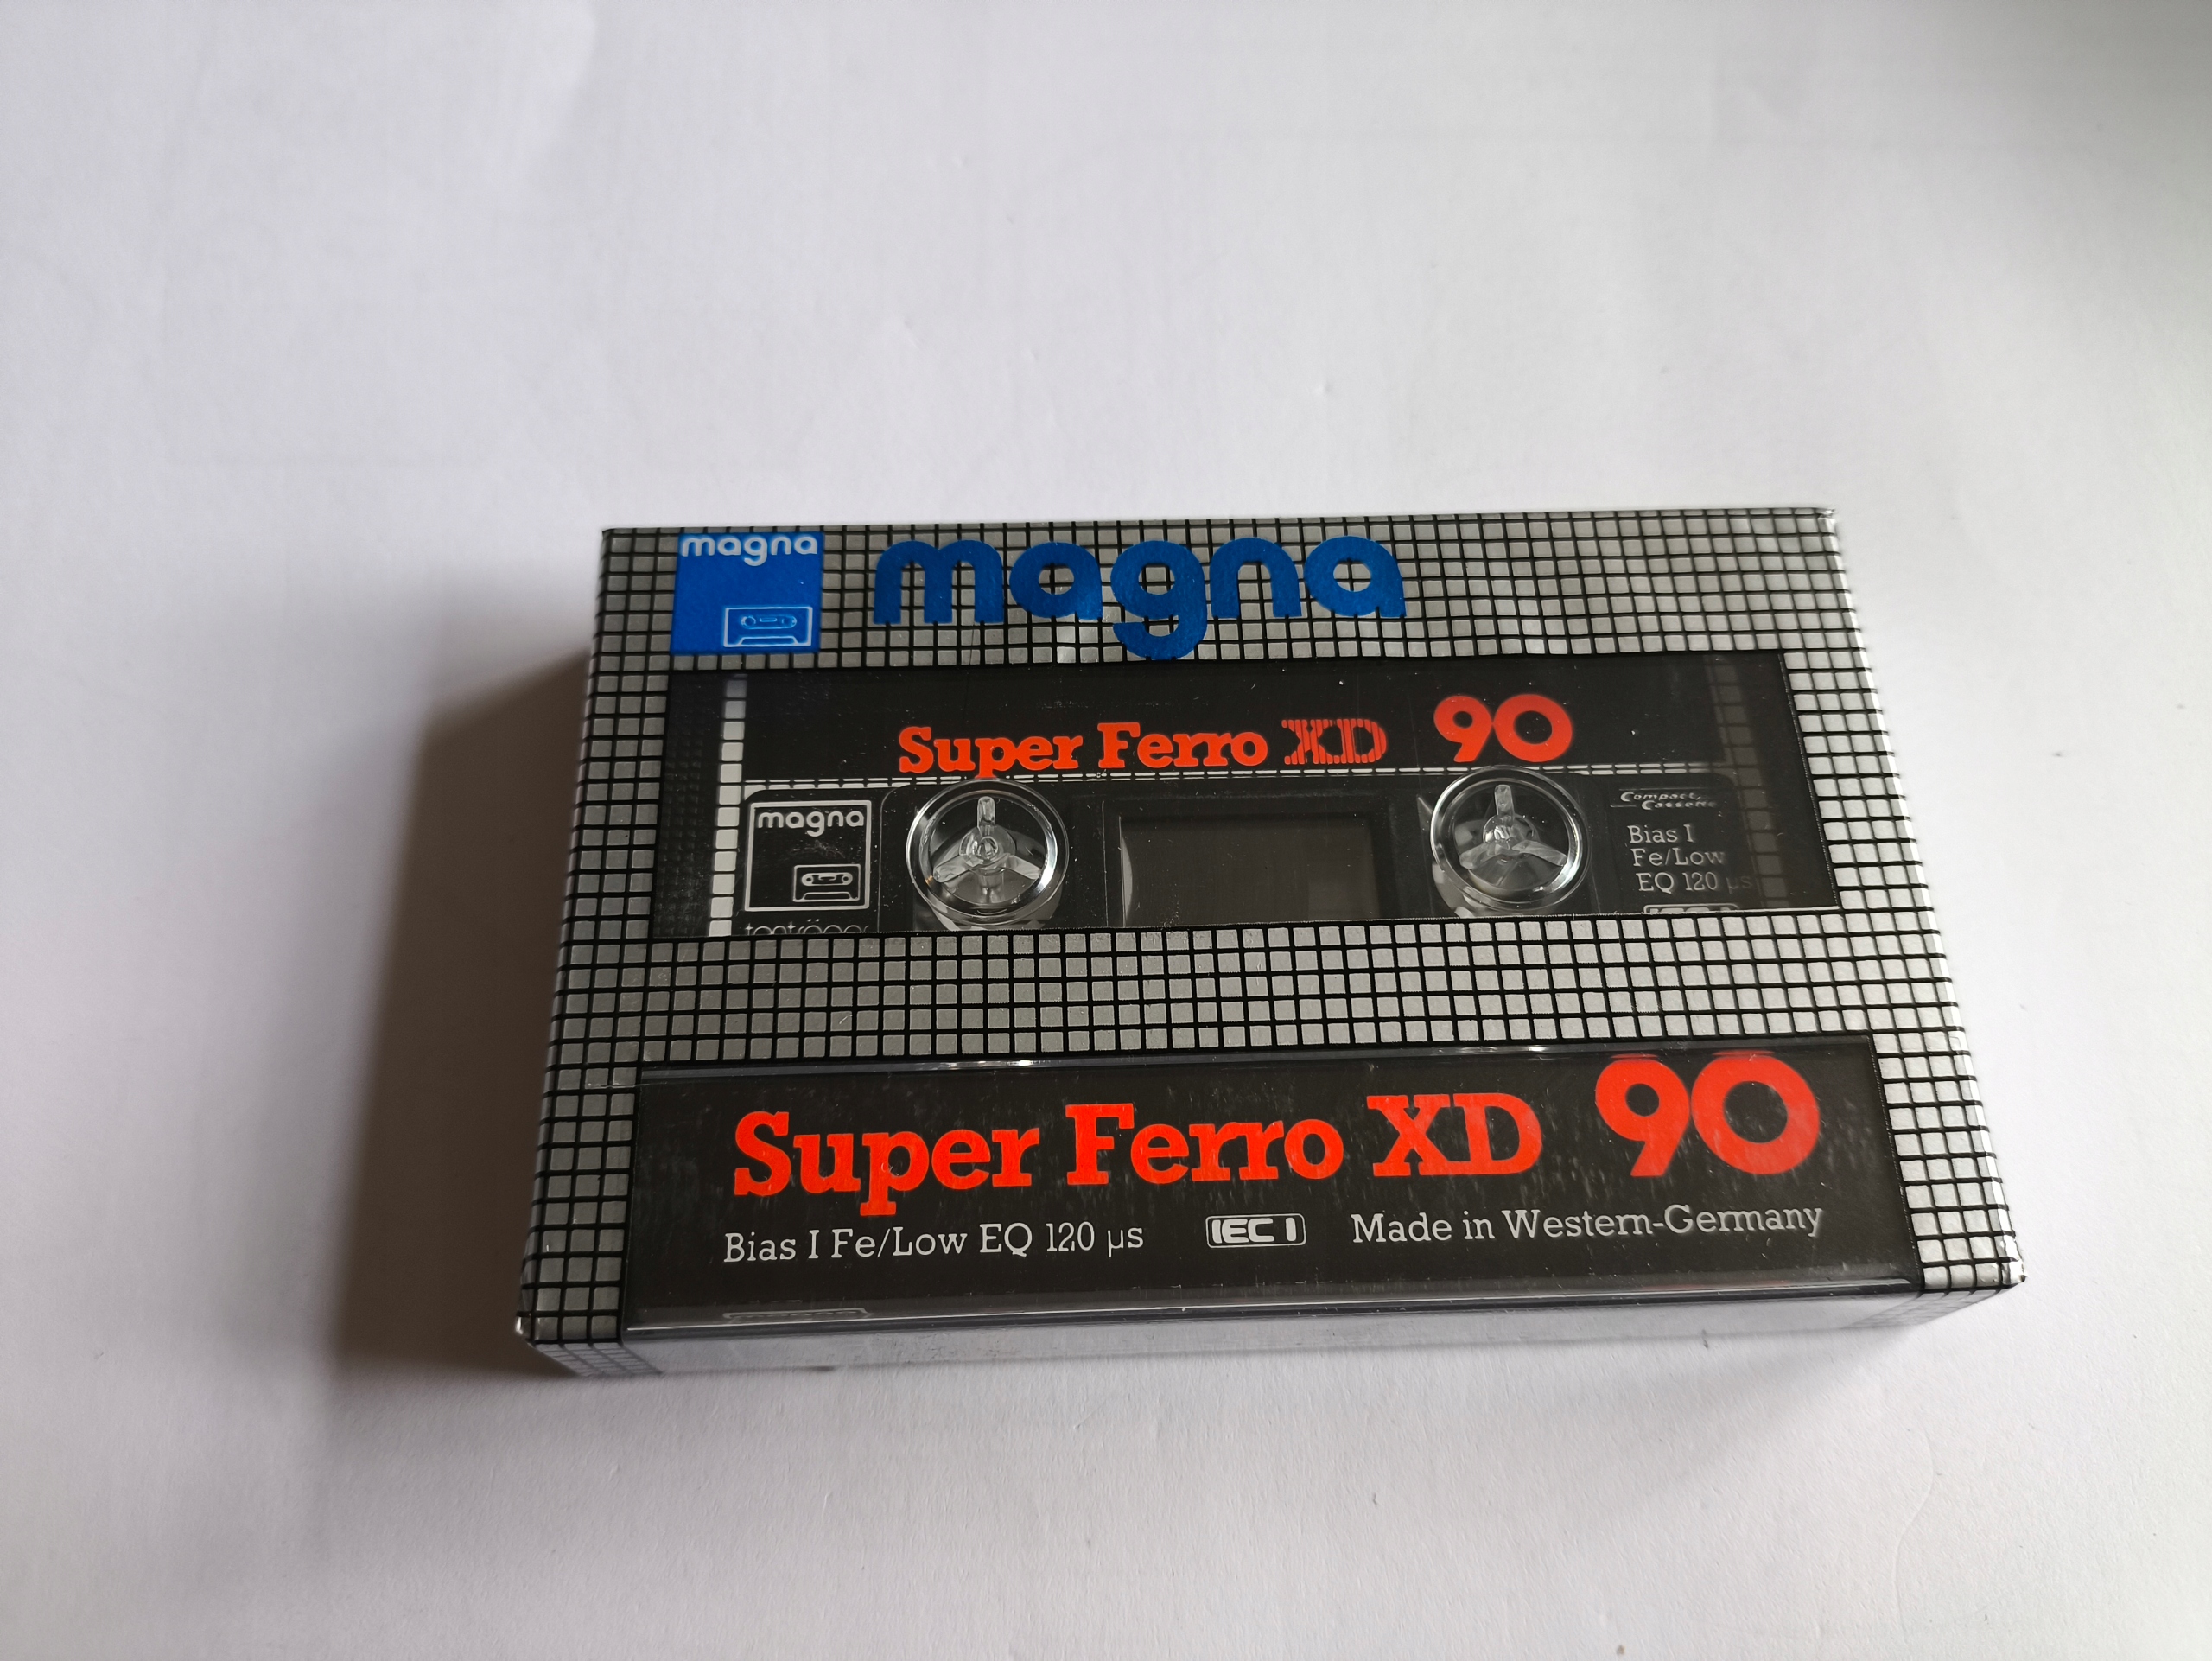 magna
magna
Super Ferro XD 90
magna
Compact
Cassette
Bias I
Fe/Low
EQ 120 µs
Super Ferro XD 90
Bias I Fe/Low EQ 120 µs IEC I Made in Western-Germany